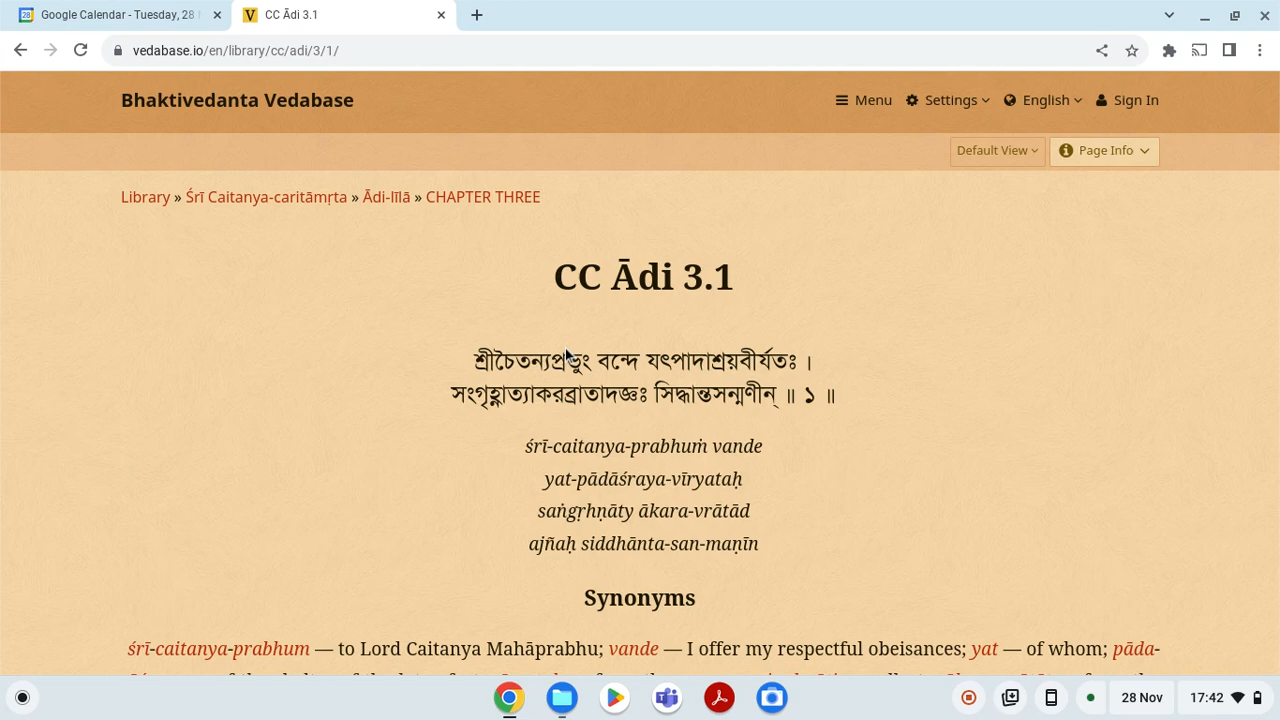 Google Calendar - Tuesday, 28
CC Ādi 3.1
vedabase.io/en/library/cc/adi/3/1/
Bhaktivedanta Vedabase
Menu Settings English Sign In
Default View Page Info
Library » Śrī Caitanya-caritāmṛta » Ādi-līlā » CHAPTER THREE
CC Ādi 3.1
শ্রীচৈতন্যপ্রভুং বন্দে যৎপাদাশ্রয়বীর্যতঃ ।
সংগৃহ্ণাত্যাকরব্রাতাদজ্ঞঃ সিদ্ধান্তসন্মণীন্ ॥ ১ ॥
śrī-caitanya-prabhuṁ vande
yat-pādāśraya-vīryataḥ
saṅgṛhṇāty ākara-vrātād
ajñaḥ siddhānta-san-maṇīn
Synonyms
śrī-caitanya-prabhum — to Lord Caitanya Mahāprabhu; vande — I offer my respectful obeisances; yat — of whom; pāda-
28 Nov 17:42